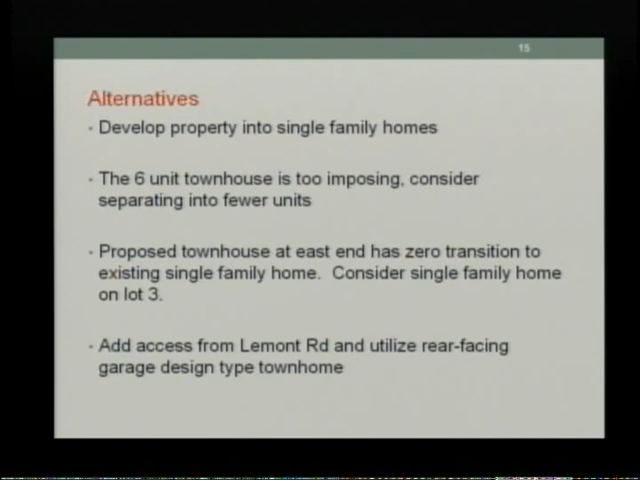 15
Alternatives
• Develop property into single family homes
• The 6 unit townhouse is too imposing, consider
separating into fewer units
• Proposed townhouse at east end has zero transition to
existing single family home. Consider single family home
on lot 3.
• Add access from Lemont Rd and utilize rear-facing
garage design type townhome